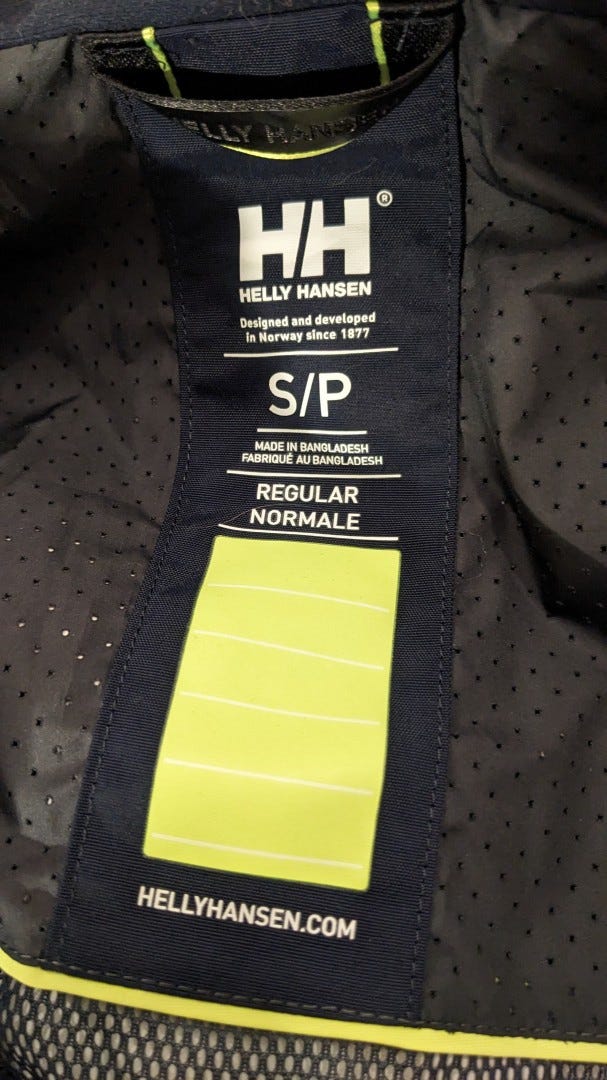 ELLY HANSEN
HH®
HELLY HANSEN
Designed and developed
in Norway since 1877
S/P
MADE IN BANGLADESH
FABRIQUÉ AU BANGLADESH
REGULAR
NORMALE
HELLYHANSEN.COM